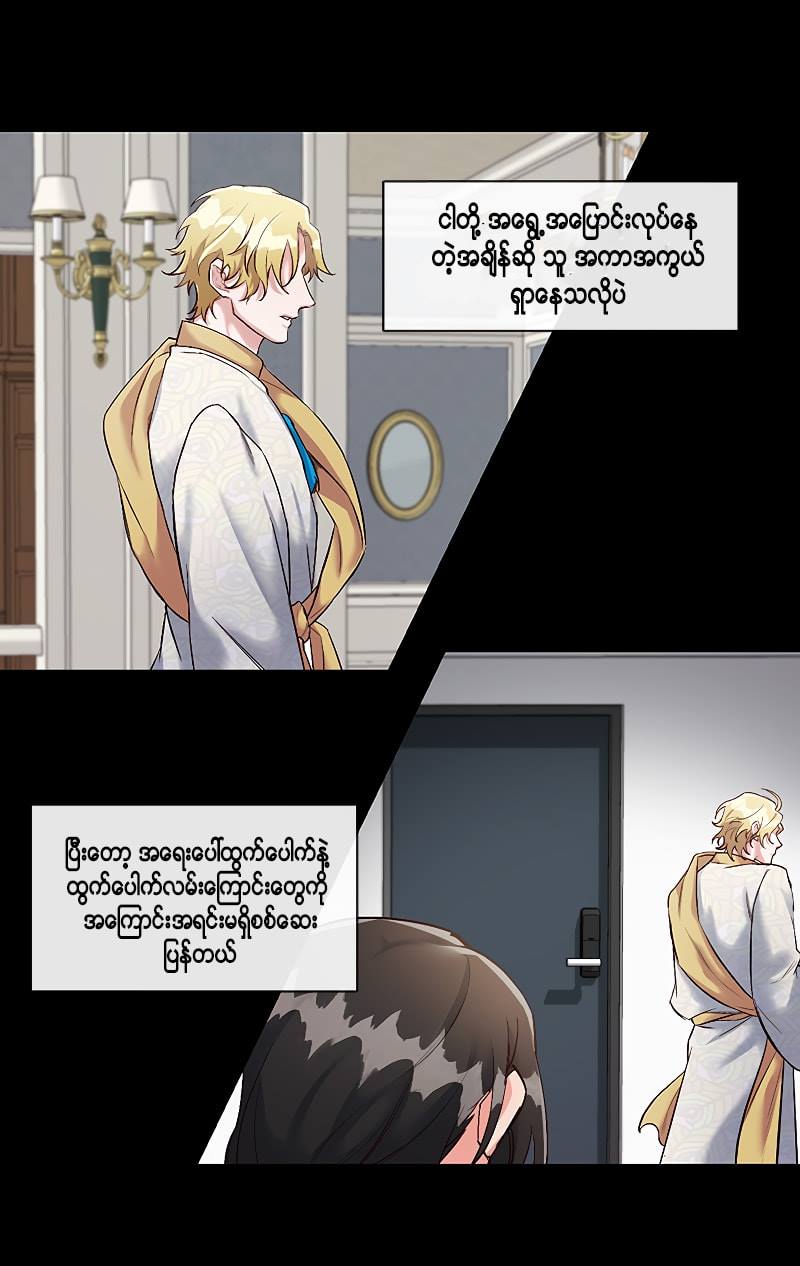 ငါတို့ အရွေ့အပြောင်းလုပ်နေ
တဲ့အချိန်ဆို သူ အကာအကွယ်
ရှာနေသလိုပဲ
ပြီးတော့ အရေးပေါ်ထွက်ပေါက်နဲ့
ထွက်ပေါက်လမ်းကြောင်းတွေကို
အကြောင်းအရင်းမရှိစစ်ဆေး
ပြန်တယ်